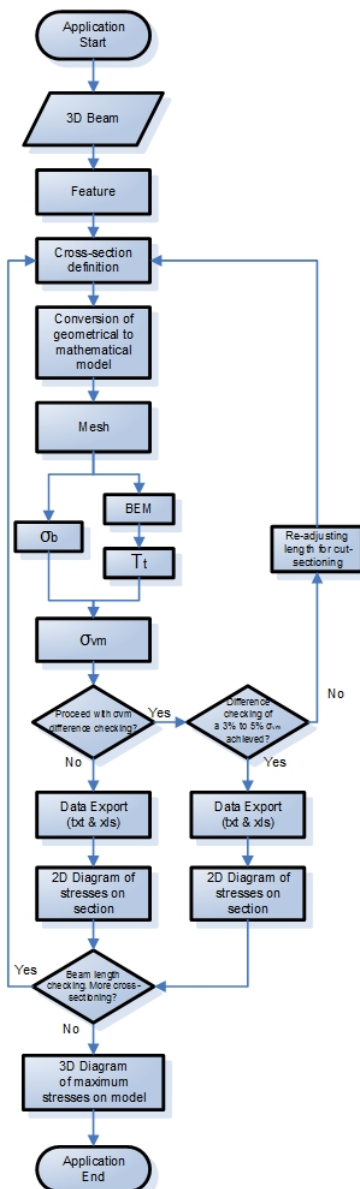 Application
Start
3D Beam
Feature
Cross-section
definition
Conversion of
geometrical to
mathematical
model
Mesh
σb
BEM
Tt
Re-adjusting
length for cut-
sectioning
σvm
Proceed with σvm
difference checking?
Yes
Difference
checking of
a 3% to 5% σvm
achieved?
No
No
Yes
Data Export
(txt & xls)
Data Export
(txt & xls)
2D Diagram of
stresses on
section
2D Diagram of
stresses on
section
Yes
Beam length
checking. More cross-
sectioning?
No
3D Diagram
of maximum
stresses on model
Application
End